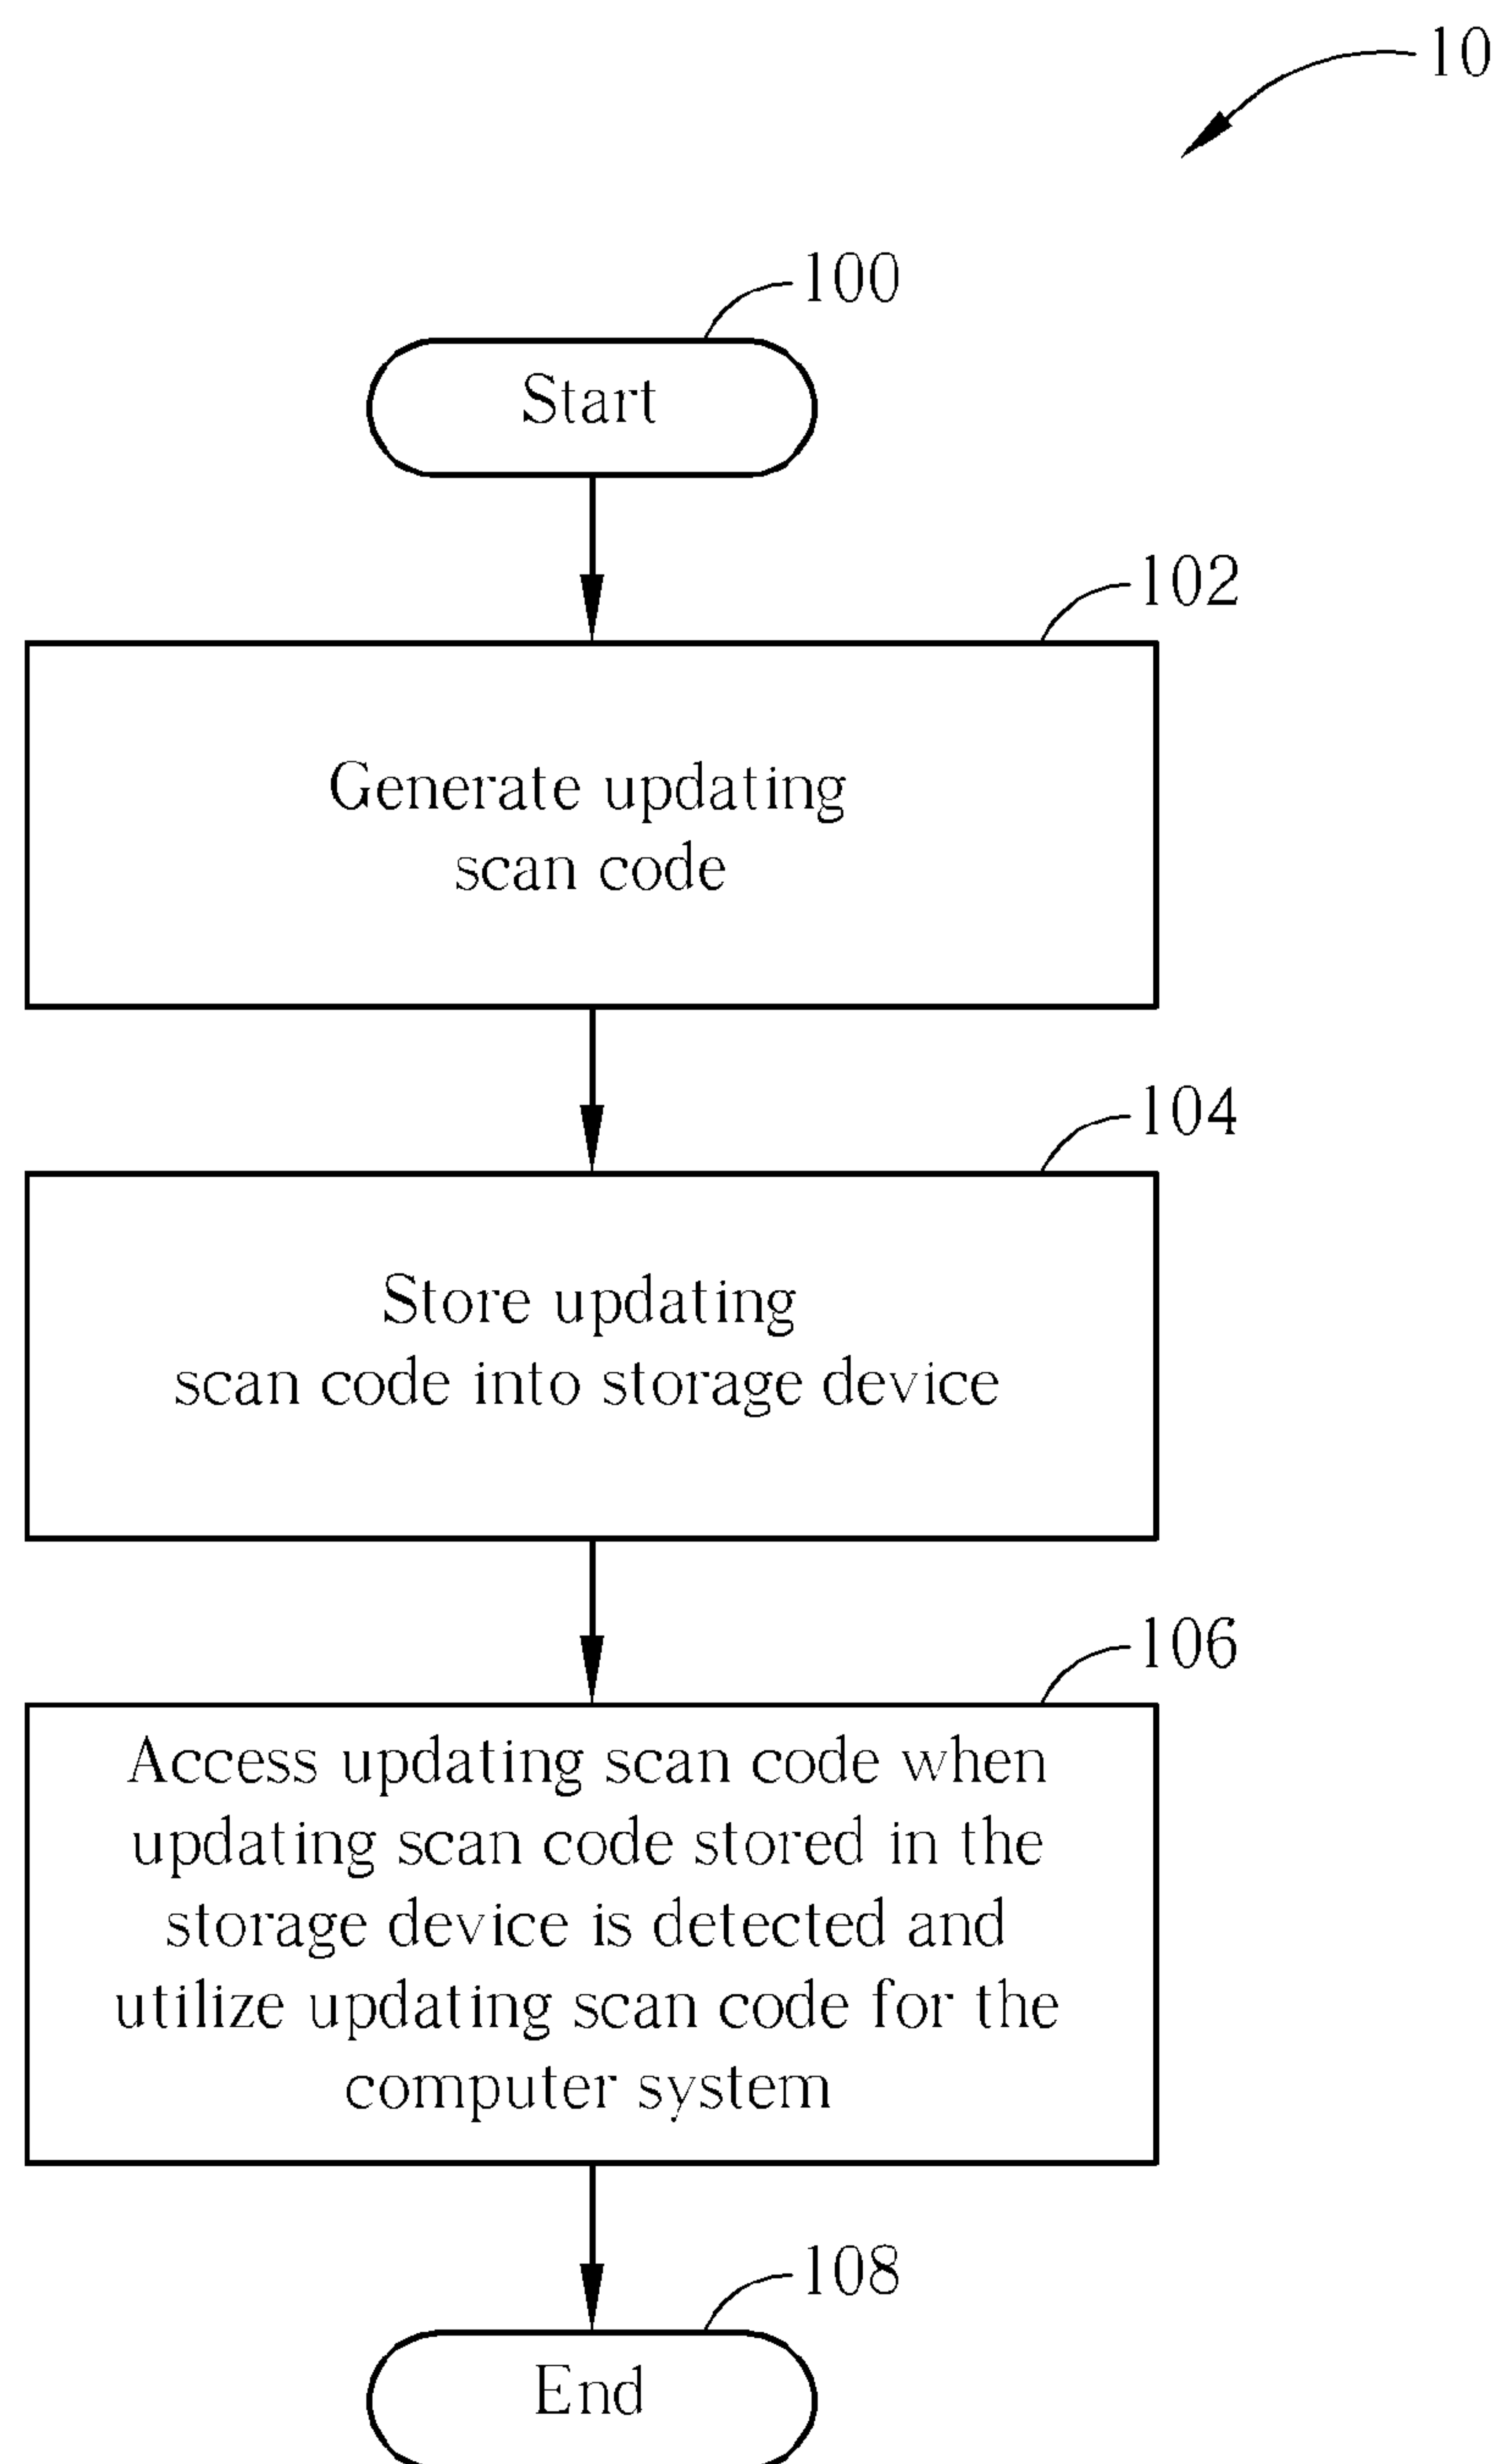 10
100
Start
102
Generate updating
scan code
104
Store updating
scan code into storage device
106
Access updating scan code when
updating scan code stored in the
storage device is detected and
utilize updating scan code for the
computer system
108
End